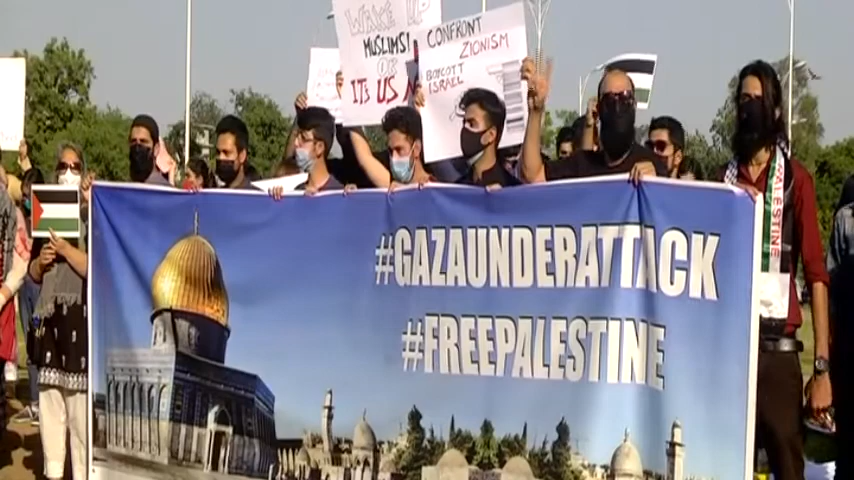 WAKE UP
MUSLIMS!
OR
ITS US N
CONFRONT
ZIONISM
BOYCOTT
ISRAEL
#GAZAUNDERATTACK
#FREEPALESTINE
PALESTINE